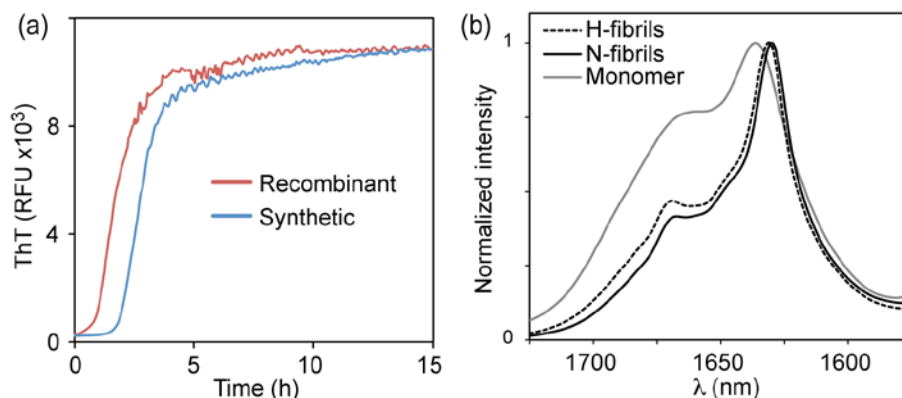 (a)
ThT (RFU x10³)
8
4
0
Recombinant
Synthetic
0
5
10
15
Time (h)
(b)
H-fibrils
N-fibrils
Monomer
Normalized intensity
1
0
1700
1650
1600
λ (nm)